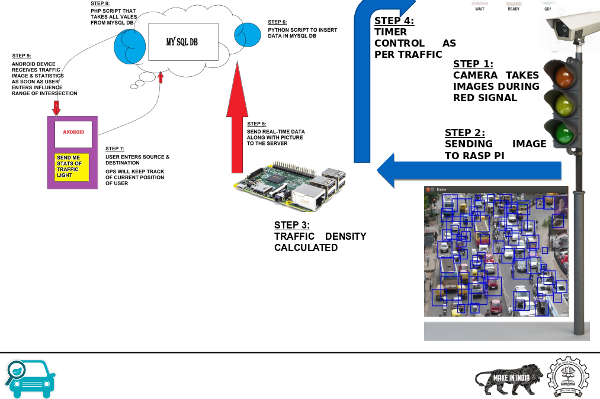 WAIT READY GO!
STEP 8:
PHP SCRIPT THAT
TAKES ALL VALES
FROM MYSQL DB
MY SQL DB
STEP 6:
PYTHON SCRIPT TO INSERT
DATA IN MYSQL DB
STEP 4:
TIMER
CONTROL AS
PER TRAFFIC
STEP 1:
CAMERA TAKES
IMAGES DURING
RED SIGNAL
STEP 9:
ANDROID DEVICE
RECEIVES TRAFFIC
IMAGE & STATISTICS
AS SOON AS USER
ENTERS INFLUENCE
RANGE OF INTERSECTION
ANDROID
SEND ME
STATS OF
TRAFFIC
LIGHT
STEP 7:
USER ENTERS SOURCE &
DESTINATION
GPS WILL KEEP TRACK
OF CURRENT POSITION
OF USER
STEP 5:
SEND REAL-TIME DATA
ALONG WITH PICTURE
TO THE SERVER
STEP 2:
SENDING IMAGE
TO RASP PI
STEP 3:
TRAFFIC DENSITY
CALCULATED
MAKE IN INDIA